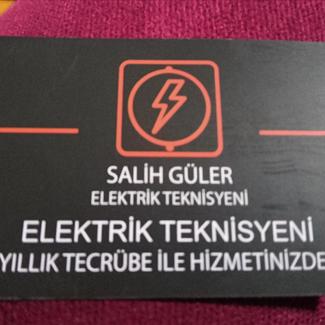 SALİH GÜLER
ELEKTRİK TEKNİSYENİ
ELEKTRİK TEKNİSYENİ
YILLIK TECRÜBE İLE HİZMETİNİZDE